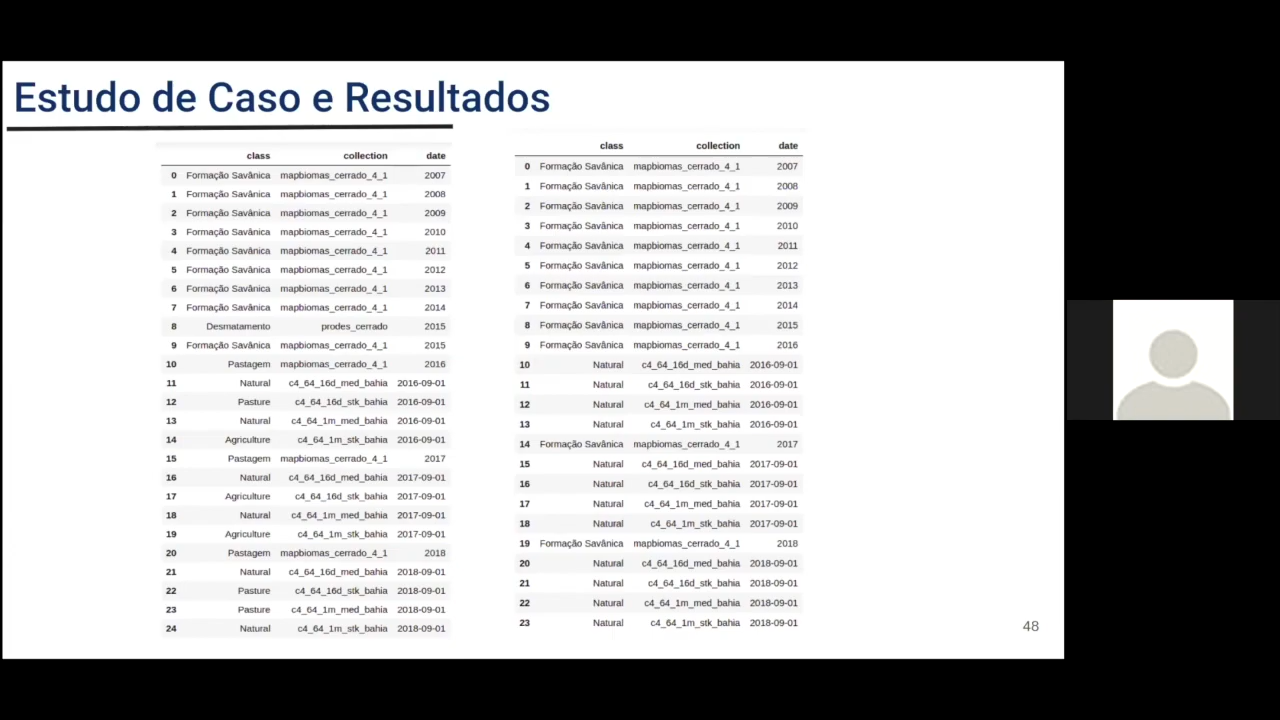 Estudo de Caso e Resultados
class collection date
0 Formação Savânica mapbiomas_cerrado_4_1 2007
1 Formação Savânica mapbiomas_cerrado_4_1 2008
2 Formação Savânica mapbiomas_cerrado_4_1 2009
3 Formação Savânica mapbiomas_cerrado_4_1 2010
4 Formação Savânica mapbiomas_cerrado_4_1 2011
5 Formação Savânica mapbiomas_cerrado_4_1 2012
6 Formação Savânica mapbiomas_cerrado_4_1 2013
7 Formação Savânica mapbiomas_cerrado_4_1 2014
8 Desmatamento prodes_cerrado 2015
9 Formação Savânica mapbiomas_cerrado_4_1 2015
10 Pastagem mapbiomas_cerrado_4_1 2016
11 Natural c4_64_16d_med_bahia 2016-09-01
12 Pasture c4_64_16d_stk_bahia 2016-09-01
13 Natural c4_64_1m_med_bahia 2016-09-01
14 Agriculture c4_64_1m_stk_bahia 2016-09-01
15 Pastagem mapbiomas_cerrado_4_1 2017
16 Natural c4_64_16d_med_bahia 2017-09-01
17 Agriculture c4_64_16d_stk_bahia 2017-09-01
18 Natural c4_64_1m_med_bahia 2017-09-01
19 Agriculture c4_64_1m_stk_bahia 2017-09-01
20 Pastagem mapbiomas_cerrado_4_1 2018
21 Natural c4_64_16d_med_bahia 2018-09-01
22 Pasture c4_64_16d_stk_bahia 2018-09-01
23 Pasture c4_64_1m_med_bahia 2018-09-01
24 Natural c4_64_1m_stk_bahia 2018-09-01
class collection date
0 Formação Savânica mapbiomas_cerrado_4_1 2007
1 Formação Savânica mapbiomas_cerrado_4_1 2008
2 Formação Savânica mapbiomas_cerrado_4_1 2009
3 Formação Savânica mapbiomas_cerrado_4_1 2010
4 Formação Savânica mapbiomas_cerrado_4_1 2011
5 Formação Savânica mapbiomas_cerrado_4_1 2012
6 Formação Savânica mapbiomas_cerrado_4_1 2013
7 Formação Savânica mapbiomas_cerrado_4_1 2014
8 Formação Savânica mapbiomas_cerrado_4_1 2015
9 Formação Savânica mapbiomas_cerrado_4_1 2016
10 Natural c4_64_16d_med_bahia 2016-09-01
11 Natural c4_64_16d_stk_bahia 2016-09-01
12 Natural c4_64_1m_med_bahia 2016-09-01
13 Natural c4_64_1m_stk_bahia 2016-09-01
14 Formação Savânica mapbiomas_cerrado_4_1 2017
15 Natural c4_64_16d_med_bahia 2017-09-01
16 Natural c4_64_16d_stk_bahia 2017-09-01
17 Natural c4_64_1m_med_bahia 2017-09-01
18 Natural c4_64_1m_stk_bahia 2017-09-01
19 Formação Savânica mapbiomas_cerrado_4_1 2018
20 Natural c4_64_16d_med_bahia 2018-09-01
21 Natural c4_64_16d_stk_bahia 2018-09-01
22 Natural c4_64_1m_med_bahia 2018-09-01
23 Natural c4_64_1m_stk_bahia 2018-09-01
48